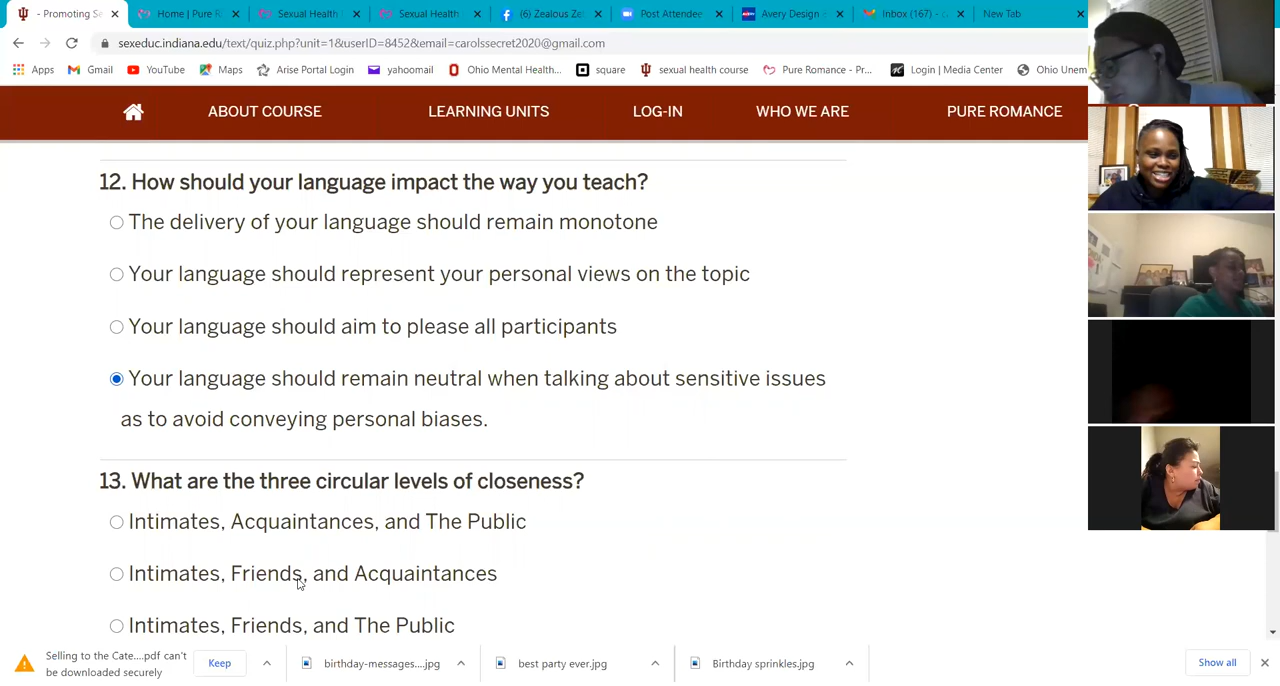 - Promoting Se
Home | Pure R
Sexual Health
Sexual Health
(6) Zealous Ze
Post Attendee
Avery Design
Inbox (167) -
New Tab
sexeduc.indiana.edu/text/quiz.php?unit=1&userID=8452&email=carolssecret2020@gmail.com
Apps Gmail YouTube Maps Arise Portal Login yahoomail Ohio Mental Health... square sexual health course Pure Romance - Pr... Login | Media Center Ohio Unem
ABOUT COURSE LEARNING UNITS LOG-IN WHO WE ARE PURE ROMANCE
12. How should your language impact the way you teach?
The delivery of your language should remain monotone
Your language should represent your personal views on the topic
Your language should aim to please all participants
Your language should remain neutral when talking about sensitive issues
as to avoid conveying personal biases.
13. What are the three circular levels of closeness?
Intimates, Acquaintances, and The Public
Intimates, Friends, and Acquaintances
Intimates, Friends, and The Public
Selling to the Cate....pdf can't
be downloaded securely
Keep
birthday-messages....jpg
best party ever.jpg
Birthday sprinkles.jpg
Show all